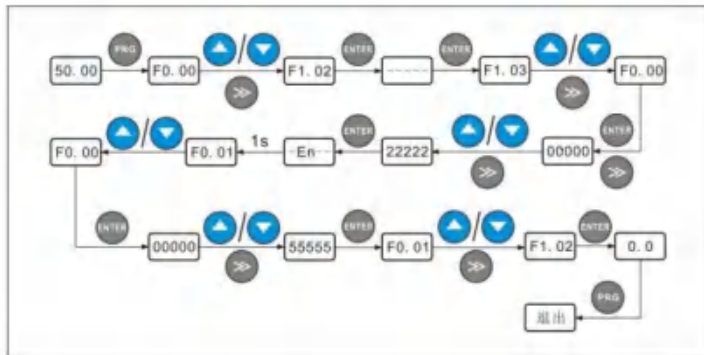 PRG / ENTER ENTER /
50.00 F0.00 F1.02 ----- F1.03 F0.00
/ 1s ENTER / ENTER
F0.00 F0.01 -En- 22222 00000
ENTER / ENTER / ENTER
00000 55555 F0.01 F1.02 0.0
PRG
退出